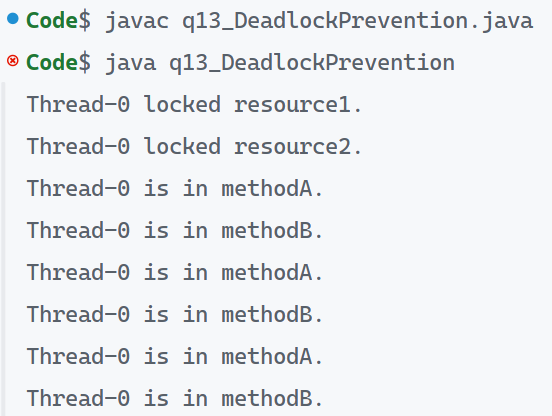 Code$ javac q13_DeadlockPrevention.java
Code$ java q13_DeadlockPrevention
Thread-0 locked resource1.
Thread-0 locked resource2.
Thread-0 is in methodA.
Thread-0 is in methodB.
Thread-0 is in methodA.
Thread-0 is in methodB.
Thread-0 is in methodA.
Thread-0 is in methodB.